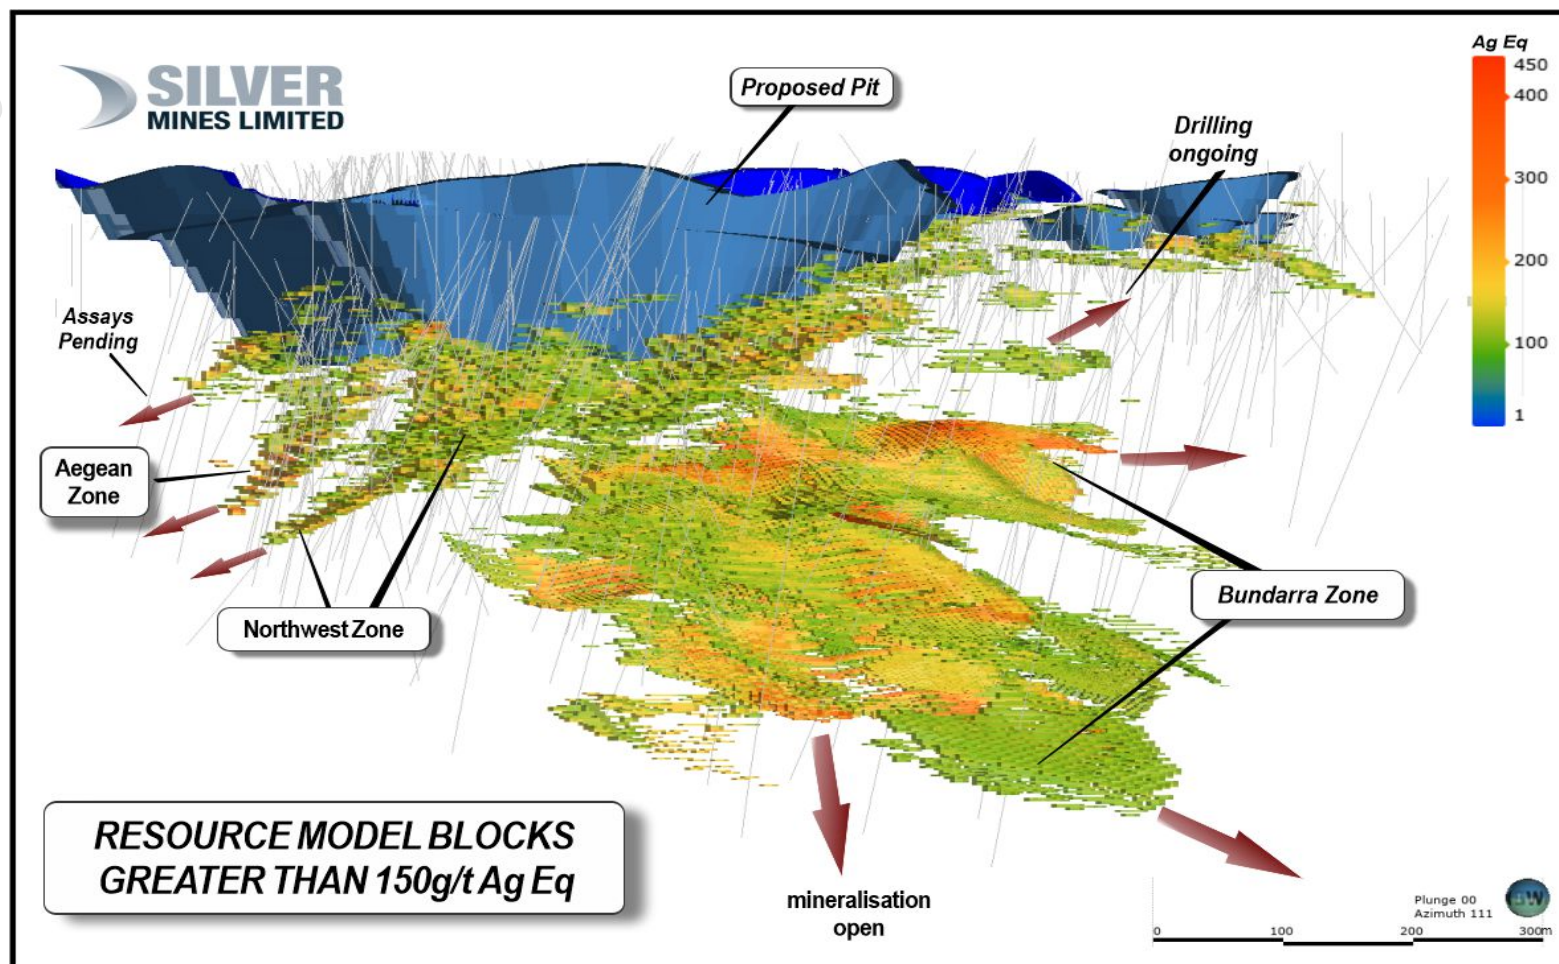 SILVER
MINES LIMITED
Proposed Pit
Drilling
ongoing
Ag Eq
450
400
300
200
100
1
Assays
Pending
Aegean
Zone
Northwest Zone
Bundarra Zone
RESOURCE MODEL BLOCKS
GREATER THAN 150g/t Ag Eq
mineralisation
open
Plunge 00
Azimuth 111
0 100 200 300m